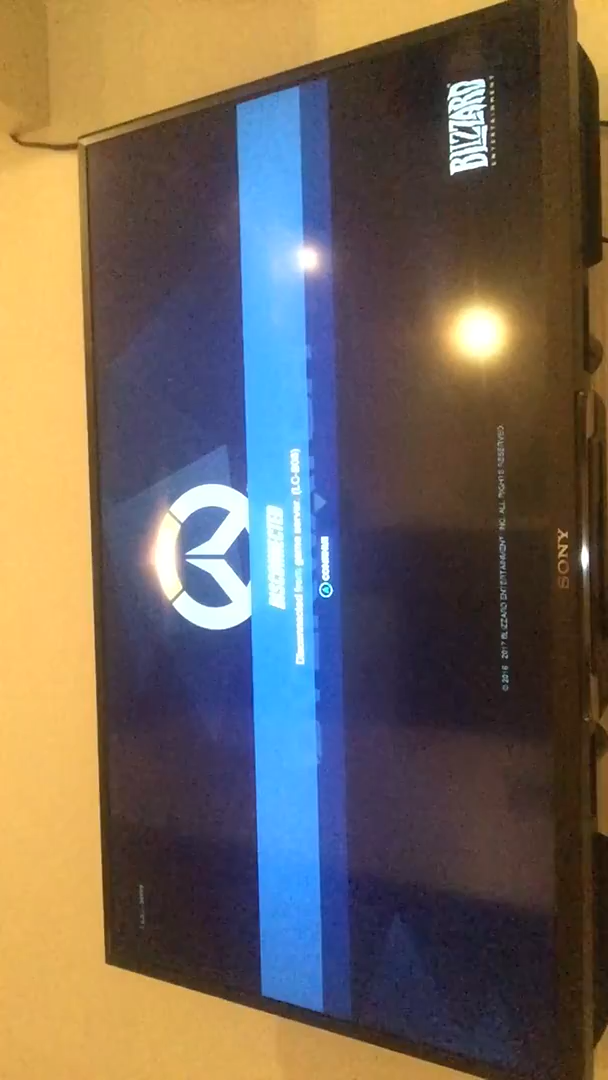 DISCONNECTED
Disconnected from game server. (LC-208)
A CONTINUE
© 2016 - 2017 BLIZZARD ENTERTAINMENT, INC. ALL RIGHTS RESERVED.
BLIZZARD
ENTERTAINMENT
SONY